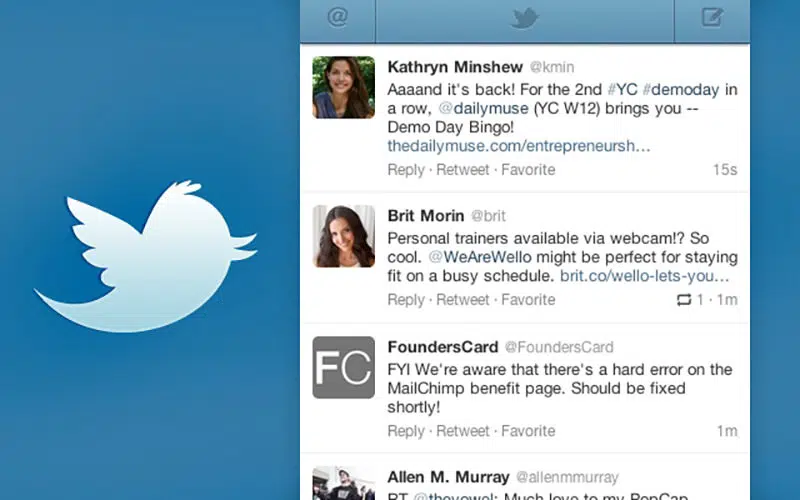 @
Kathryn Minshew @kmin
Aaaand it's back! For the 2nd #YC #demoday in
a row, @dailymuse (YC W12) brings you --
Demo Day Bingo!
thedailymuse.com/entrepreneursh…
Reply · Retweet · Favorite 15s
Brit Morin @brit
Personal trainers available via webcam!? So
cool. @WeAreWello might be perfect for staying
fit on a busy schedule. brit.co/wello-lets-you…
Reply · Retweet · Favorite 1 · 1m
FC
FoundersCard @FoundersCard
FYI We're aware that there's a hard error on the
MailChimp benefit page. Should be fixed
shortly!
Reply · Retweet · Favorite 1m
Allen M. Murray @allenmmurray
RT @thevowel: Much love to my PopCap